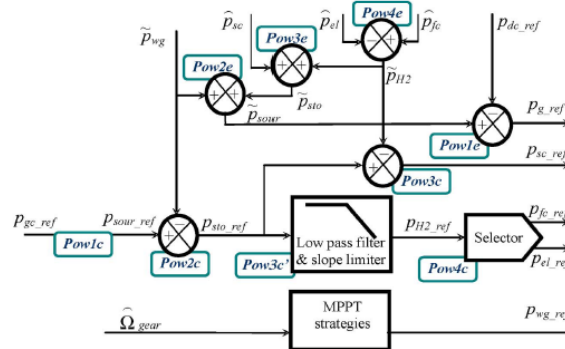 p̃wg
p̂sc
Pow3e
p̂el
Pow4e
p̂fc
pdc_ref
Pow2e
p̃sto
p̃H2
p̃sour
Pow1e
pg_ref
psc_ref
Pow3c
pgc_ref
psour_ref
psto_ref
Pow1c
Pow2c
Pow3c'
Low pass filter
& slope limiter
pH2_ref
Pow4c
Selector
pfc_ref
pel_ref
MPPT
strategies
Ω̂ gear
pwg_ref